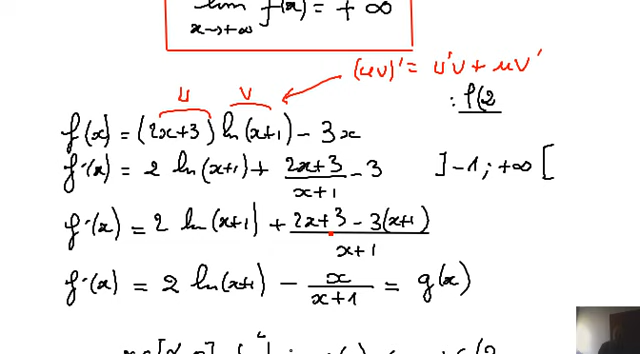 lim f(x) = +∞
x→+∞
(uv)' = u'v + uv'
u v
: f(2
f(x) = (2x+3) ln(x+1) - 3x
f'(x) = 2 ln(x+1) + (2x+3)/(x+1) - 3 ]-1; +∞[
f'(x) = 2 ln(x+1) + (2x+3 - 3(x+1))/(x+1)
f'(x) = 2 ln(x+1) - x/(x+1) = g(x)